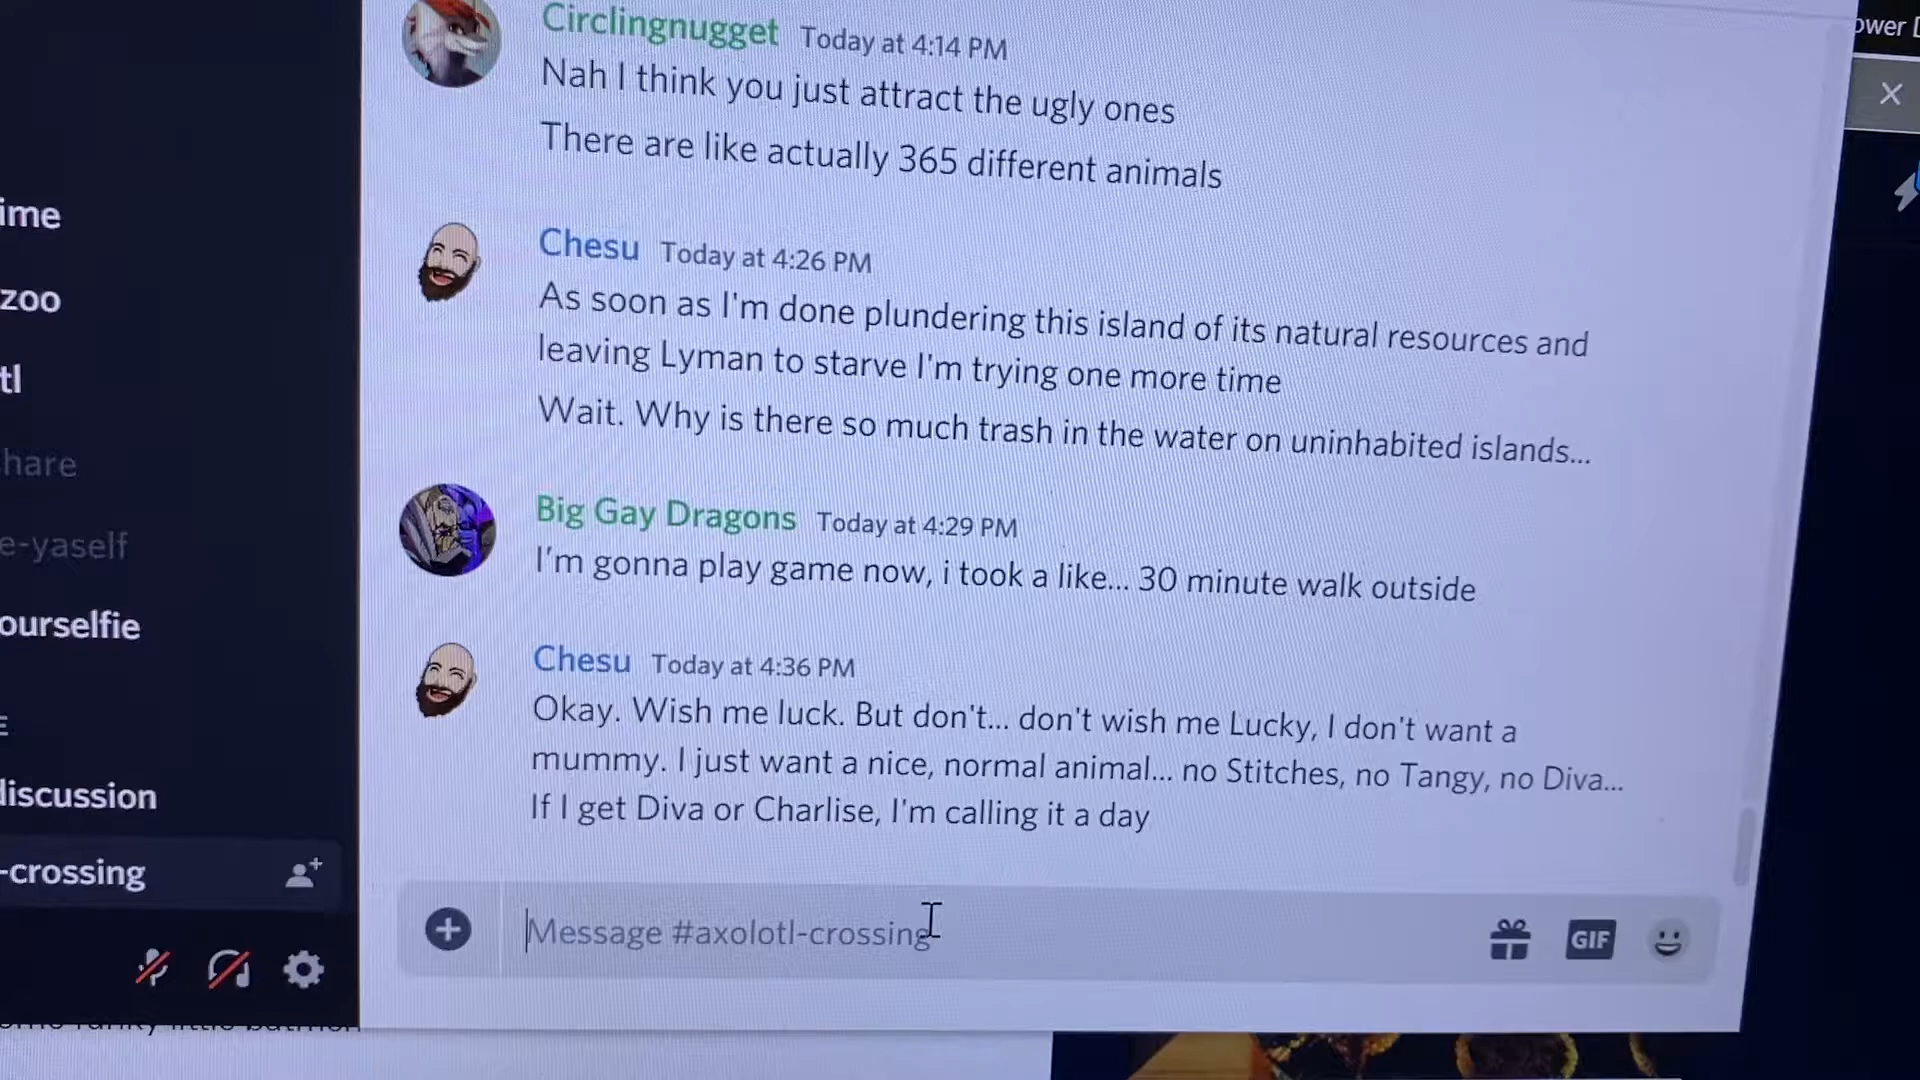 Circlingnugget Today at 4:14 PM
Nah I think you just attract the ugly ones
There are like actually 365 different animals
Chesu Today at 4:26 PM
As soon as I'm done plundering this island of its natural resources and
leaving Lyman to starve I'm trying one more time
Wait. Why is there so much trash in the water on uninhabited islands...
Big Gay Dragons Today at 4:29 PM
I'm gonna play game now, i took a like... 30 minute walk outside
Chesu Today at 4:36 PM
Okay. Wish me luck. But don't... don't wish me Lucky, I don't want a
mummy. I just want a nice, normal animal... no Stitches, no Tangy, no Diva...
If I get Diva or Charlise, I'm calling it a day
Message #axolotl-crossing
GIF
ime
zoo
tl
hare
e-yaself
ourselfie
E
discussion
-crossing
ower D